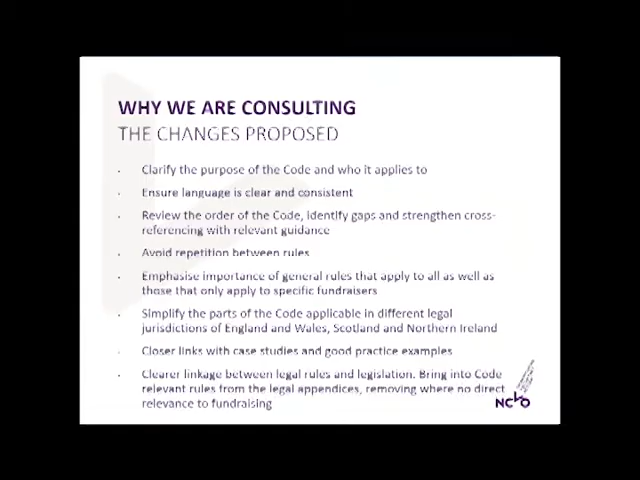 WHY WE ARE CONSULTING
THE CHANGES PROPOSED
Clarify the purpose of the Code and who it applies to
Ensure language is clear and consistent
Review the order of the Code, identify gaps and strengthen cross-
referencing with relevant guidance
Avoid repetition between rules
Emphasise importance of general rules that apply to all as well as
those that only apply to specific fundraisers
Simplify the parts of the Code applicable in different legal
jurisdictions of England and Wales, Scotland and Northern Ireland
Closer links with case studies and good practice examples
Clearer linkage between legal rules and legislation. Bring into Code
relevant rules from the legal appendices, removing where no direct
relevance to fundraising
NCVO